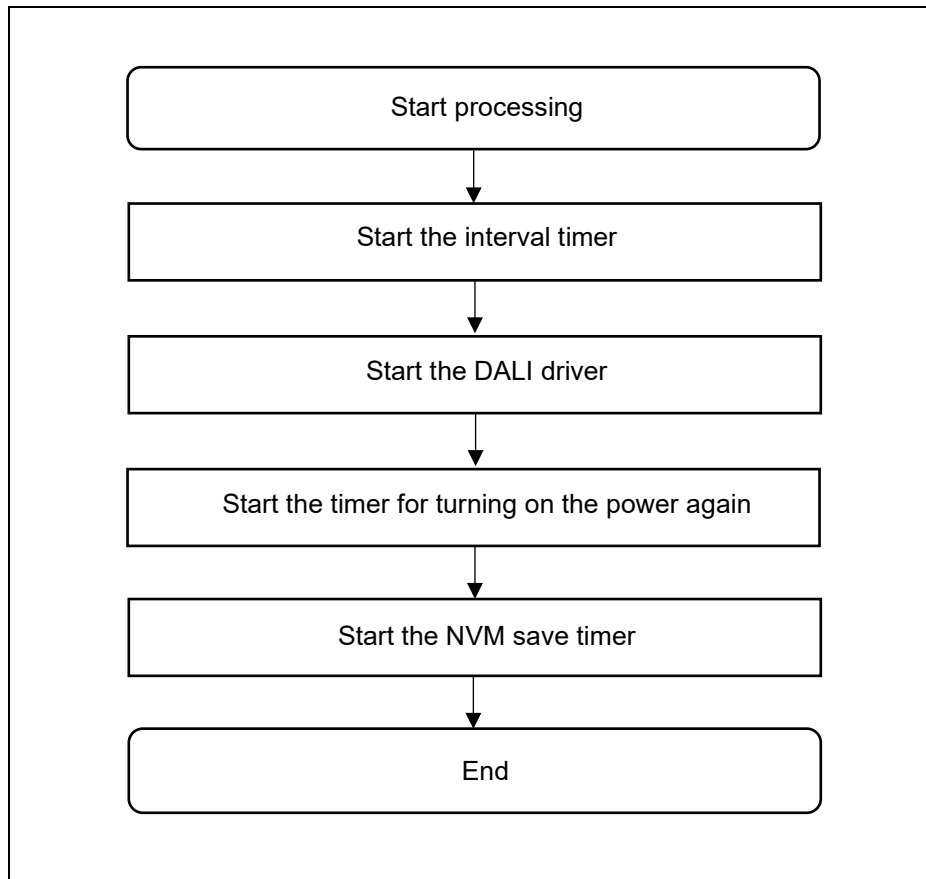 Start processing
Start the interval timer
Start the DALI driver
Start the timer for turning on the power again
Start the NVM save timer
End